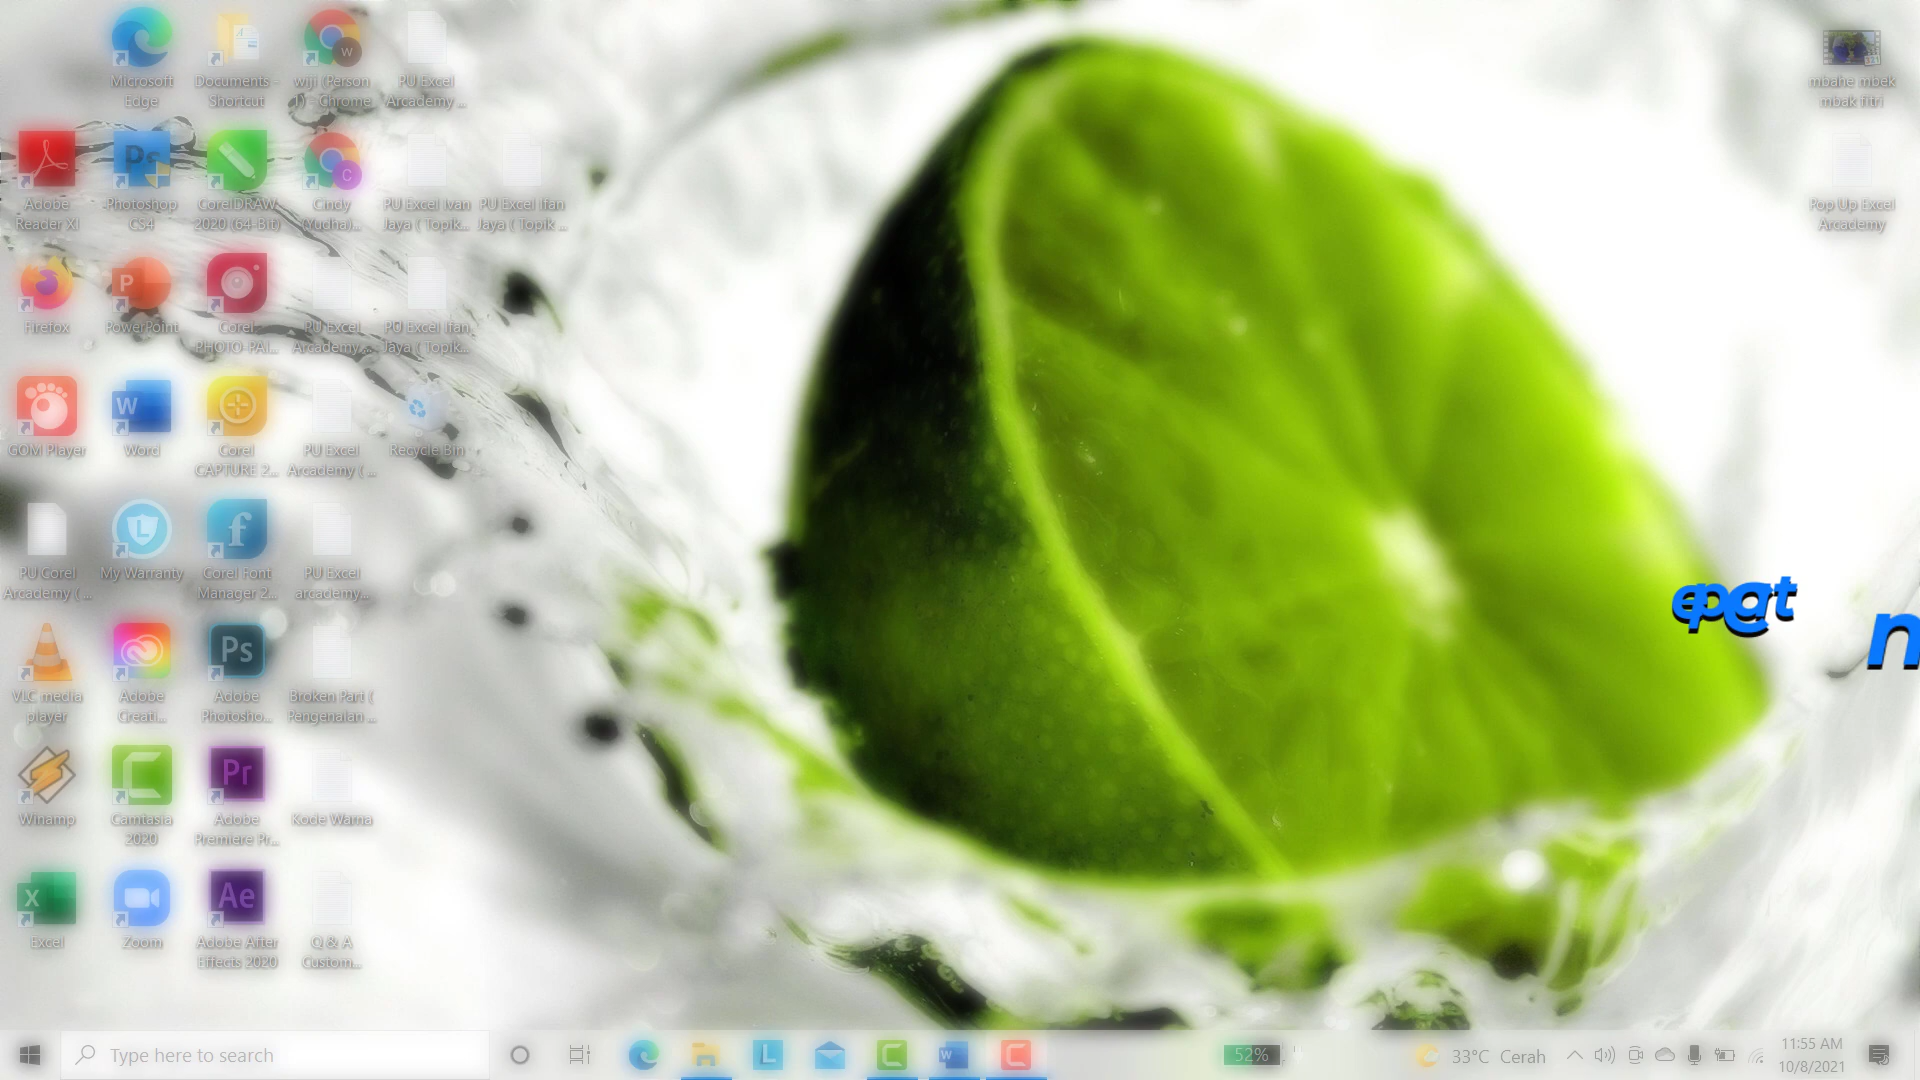 Microsoft
Edge
Documents -
Shortcut
wiji (Person
1) - Chrome
PU Excel
Arcademy ...
Adobe
Reader XI
Photoshop
CS4
CorelDRAW
2020 (64-Bit)
Cindy
(Yudha)...
PU Excel Ivan
Jaya ( Topik...
PU Excel Ifan
Jaya ( Topik ...
Firefox
PowerPoint
Corel
PHOTO-PAI...
PU Excel
Arcademy ...
PU Excel Ifan
Jaya ( Topik...
GOM Player
Word
Corel
CAPTURE 2...
PU Excel
Arcademy ( ...
Recycle Bin
PU Corel
Arcademy ( ...
My Warranty
Corel Font
Manager 2...
PU Excel
arcademy...
VLC media
player
Adobe
Creati...
Adobe
Photosho...
Broken Part (
Pengenalan ...
Winamp
Camtasia
2020
Adobe
Premiere Pr...
Kode Warna
Excel
Zoom
Adobe After
Effects 2020
Q & A
Custom...
mbahe mbek
mbak fitri
Pop Up Excel
Arcademy
n
Type here to search
52%
33°C Cerah
11:55 AM
10/8/2021